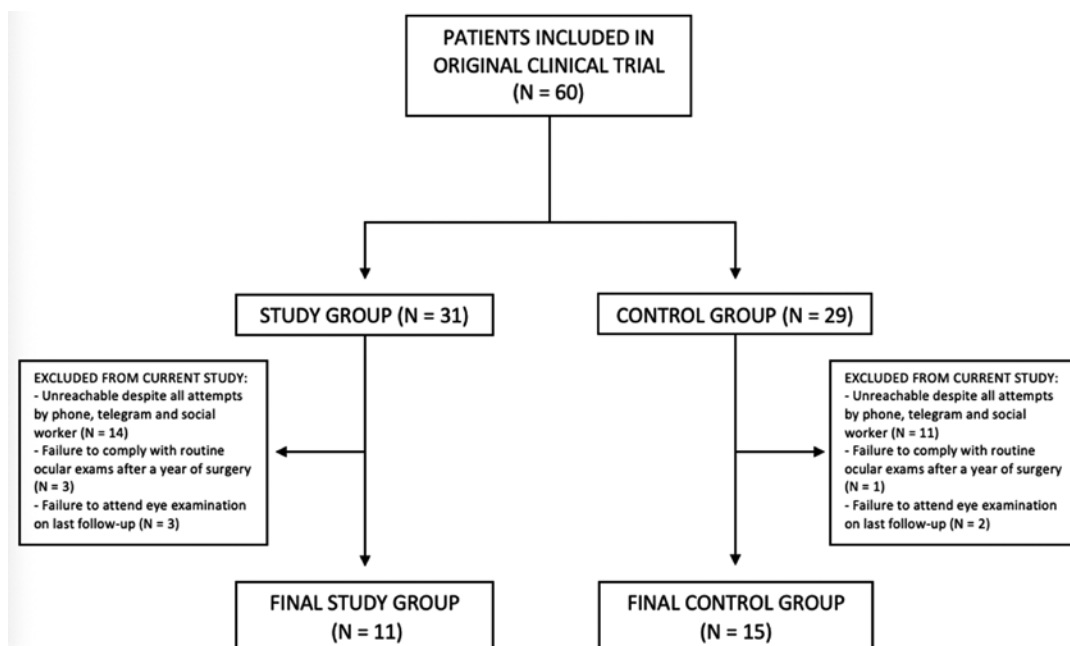 PATIENTS INCLUDED IN
ORIGINAL CLINICAL TRIAL
(N = 60)
STUDY GROUP (N = 31)
CONTROL GROUP (N = 29)
EXCLUDED FROM CURRENT STUDY:
- Unreachable despite all attempts
by phone, telegram and social
worker (N = 14)
- Failure to comply with routine
ocular exams after a year of surgery
(N = 3)
- Failure to attend eye examination
on last follow-up (N = 3)
EXCLUDED FROM CURRENT STUDY:
- Unreachable despite all attempts
by phone, telegram and social
worker (N = 11)
- Failure to comply with routine
ocular exams after a year of surgery
(N = 1)
- Failure to attend eye examination
on last follow-up (N = 2)
FINAL STUDY GROUP
(N = 11)
FINAL CONTROL GROUP
(N = 15)